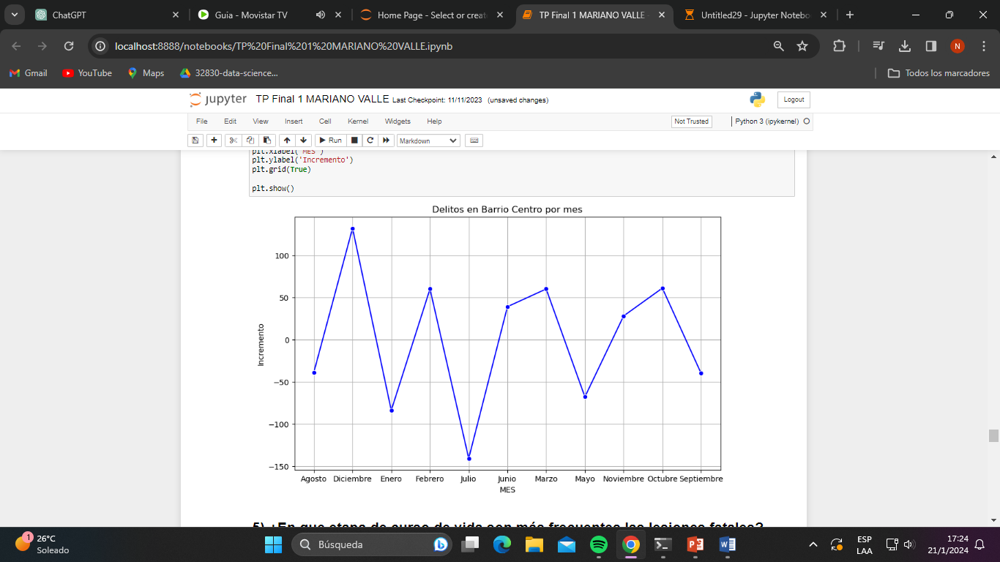 ChatGPT
Guia - Movistar TV
Home Page - Select or creat
TP Final 1 MARIANO VALLE
Untitled29 - Jupyter Notebo
localhost:8888/notebooks/TP%20Final%201%20MARIANO%20VALLE.ipynb
N
Gmail
YouTube
Maps
32830-data-science...
Todos los marcadores
jupyter TP Final 1 MARIANO VALLE Last Checkpoint: 11/11/2023 (unsaved changes)
Logout
File Edit View Insert Cell Kernel Widgets Help
Not Trusted
Python 3 (ipykernel)
Run
Markdown
plt.xlabel('MES')
plt.ylabel('Incremento')
plt.grid(True)
plt.show()
Delitos en Barrio Centro por mes
100
50
0
−50
−100
−150
Incremento
Agosto Diciembre Enero Febrero Julio Junio Marzo Mayo Noviembre Octubre Septiembre
MES
5) ¿En que etapa de curso de vida son más frecuentes las lesiones fatales?
1
26°C
Soleado
Búsqueda
ESP
LAA
17:24
21/1/2024